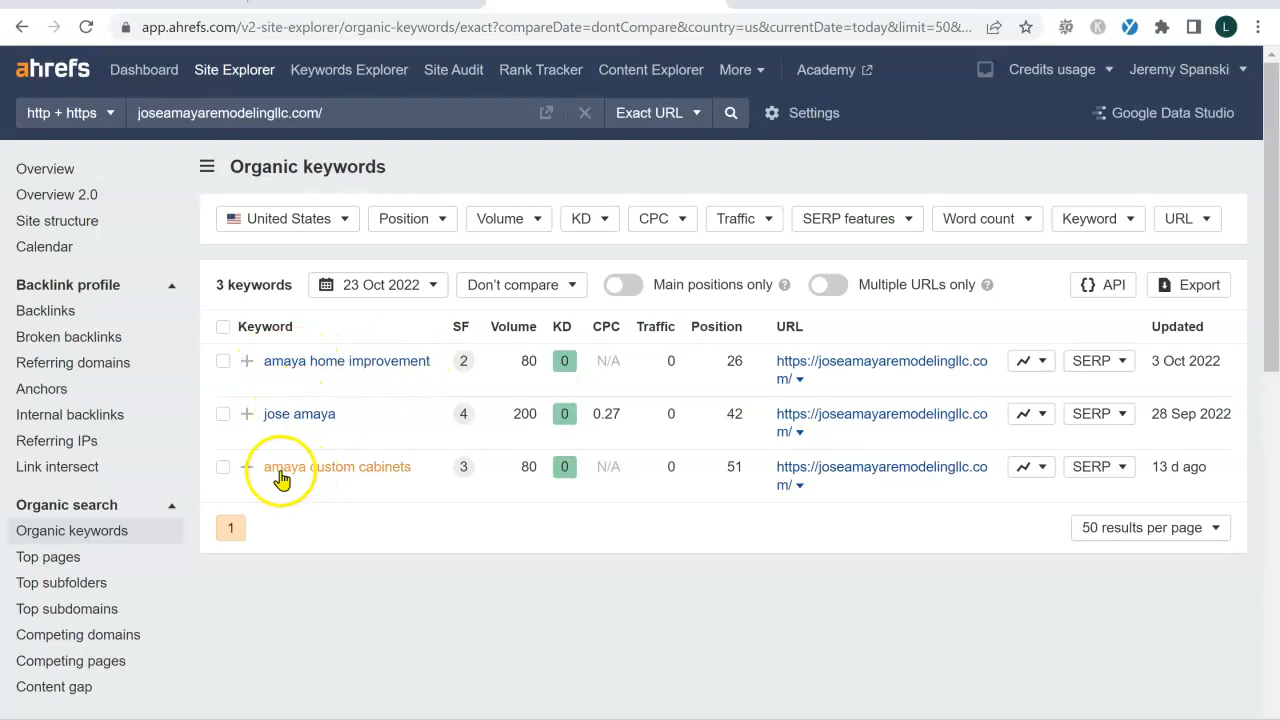 app.ahrefs.com/v2-site-explorer/organic-keywords/exact?compareDate=dontCompare&country=us&currentDate=today&limit=50&...
K
L
ahrefs Dashboard Site Explorer Keywords Explorer Site Audit Rank Tracker Content Explorer More Academy Credits usage Jeremy Spanski
http + https joseamayaremodelingllc.com/ Exact URL Settings Google Data Studio
Overview
Overview 2.0
Site structure
Calendar
Backlink profile
Backlinks
Broken backlinks
Referring domains
Anchors
Internal backlinks
Referring IPs
Link intersect
Organic search
Organic keywords
Top pages
Top subfolders
Top subdomains
Competing domains
Competing pages
Content gap
Organic keywords
United States Position Volume KD CPC Traffic SERP features Word count Keyword URL
3 keywords 23 Oct 2022 Don't compare Main positions only ? Multiple URLs only ? {} API Export
Keyword SF Volume KD CPC Traffic Position URL Updated
amaya home improvement 2 80 0 N/A 0 26 https://joseamayaremodelingllc.co SERP 3 Oct 2022
m/
jose amaya 4 200 0 0.27 0 42 https://joseamayaremodelingllc.co SERP 28 Sep 2022
m/
amaya custom cabinets 3 80 0 N/A 0 51 https://joseamayaremodelingllc.co SERP 13 d ago
m/
1 50 results per page